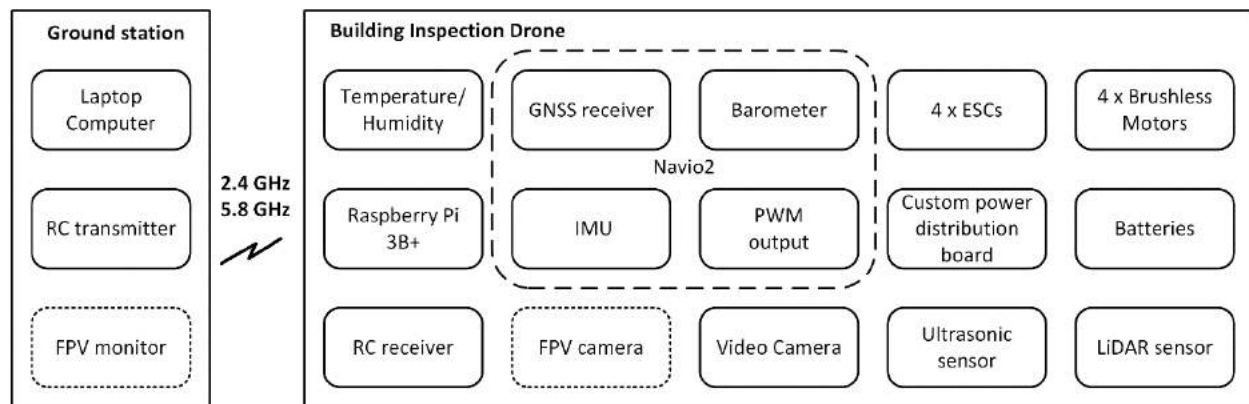 Ground station
Laptop
Computer
RC transmitter
FPV monitor
2.4 GHz
5.8 GHz
Building Inspection Drone
Temperature/
Humidity
GNSS receiver
Barometer
4 x ESCs
4 x Brushless
Motors
Navio2
Raspberry Pi
3B+
IMU
PWM
output
Custom power
distribution
board
Batteries
RC receiver
FPV camera
Video Camera
Ultrasonic
sensor
LiDAR sensor